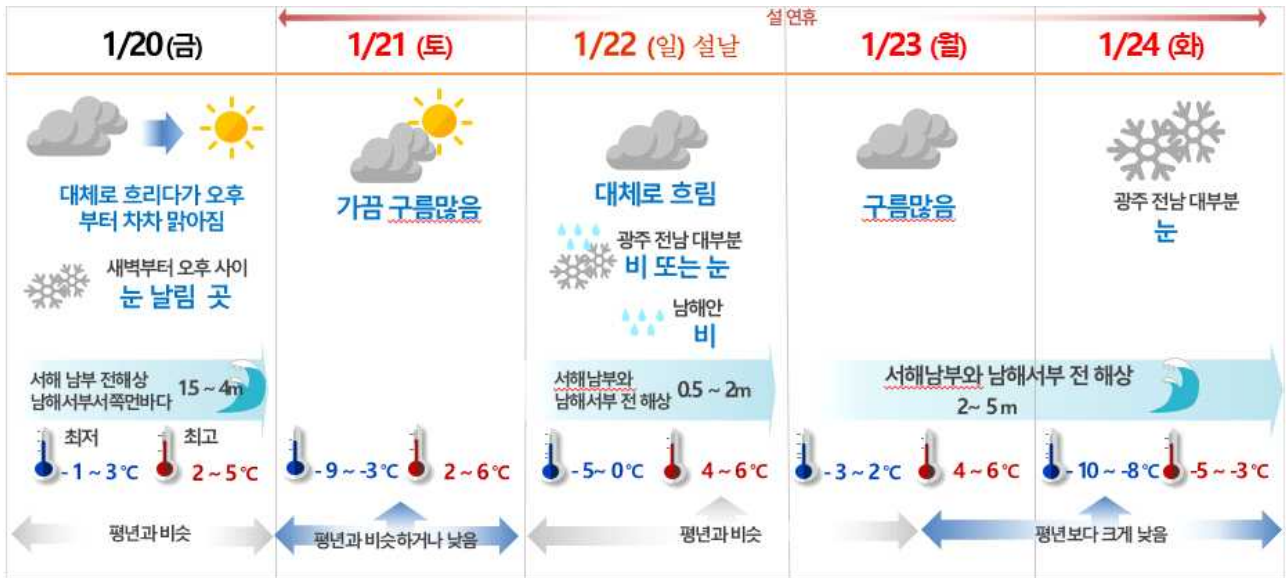 설 연휴
1/20(금)
1/21 (토)
1/22 (일) 설날
1/23 (월)
1/24 (화)
대체로 흐리다가 오후
부터 차차 맑아짐
새벽부터 오후 사이
눈 날림 곳
가끔 구름많음
대체로 흐림
광주 전남 대부분
비 또는 눈
남해안
비
구름많음
광주 전남 대부분
눈
서해 남부 전해상
남해서부서쪽먼바다
15 ~ 4m
서해남부와
남해서부 전 해상
0.5 ~ 2m
서해남부와 남해서부 전 해상
2~ 5 m
최저
- 1 ~ 3 ℃
최고
2 ~ 5 ℃
- 9 ~ -3 ℃
2 ~ 6 ℃
- 5~ 0 ℃
4 ~ 6 ℃
- 3 ~ 2 ℃
4 ~ 6 ℃
- 10 ~ -8 ℃
-5 ~ -3 ℃
평년과 비슷
평년과 비슷하거나 낮음
평년과 비슷
평년보다 크게 낮음